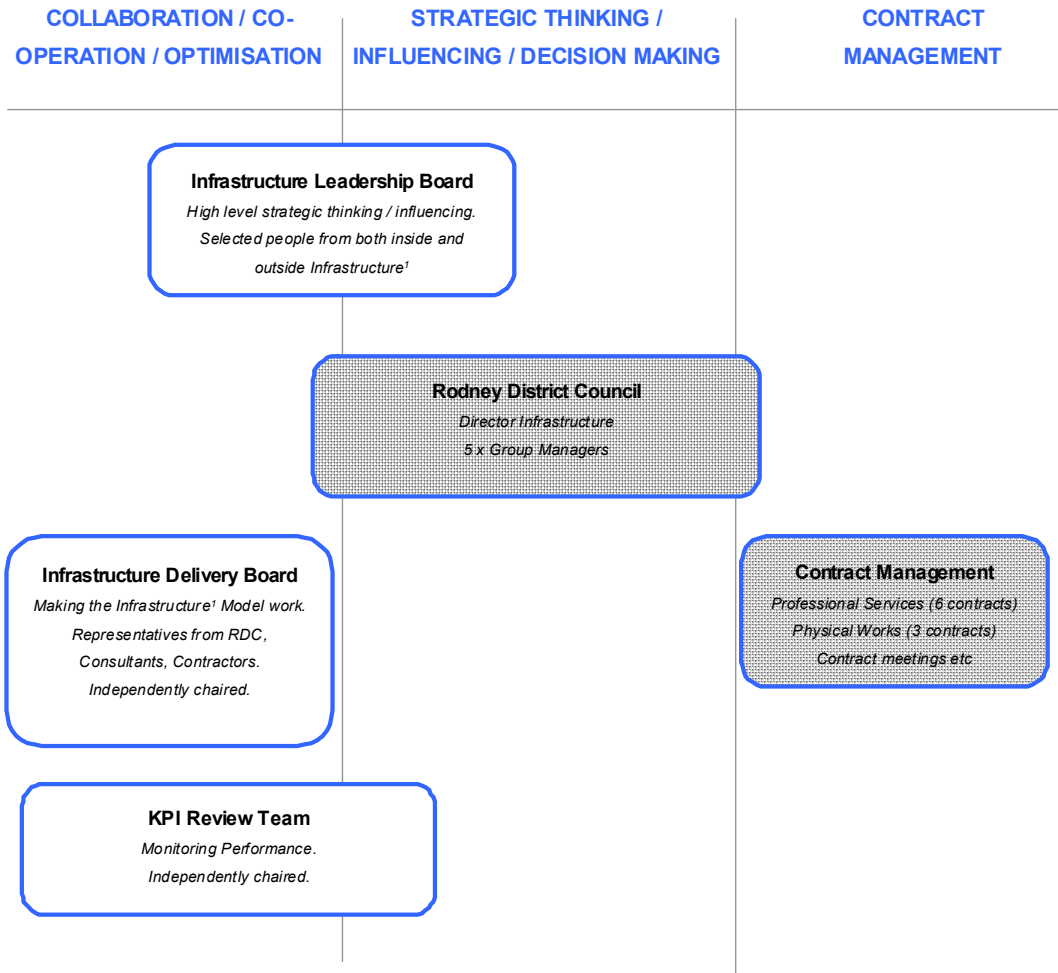 COLLABORATION / CO-
OPERATION / OPTIMISATION
STRATEGIC THINKING /
INFLUENCING / DECISION MAKING
CONTRACT
MANAGEMENT
Infrastructure Leadership Board
High level strategic thinking / influencing.
Selected people from both inside and
outside Infrastructure¹
Rodney District Council
Director Infrastructure
5 x Group Managers
Infrastructure Delivery Board
Making the Infrastructure¹ Model work.
Representatives from RDC,
Consultants, Contractors.
Independently chaired.
Contract Management
Professional Services (6 contracts)
Physical Works (3 contracts)
Contract meetings etc
KPI Review Team
Monitoring Performance.
Independently chaired.